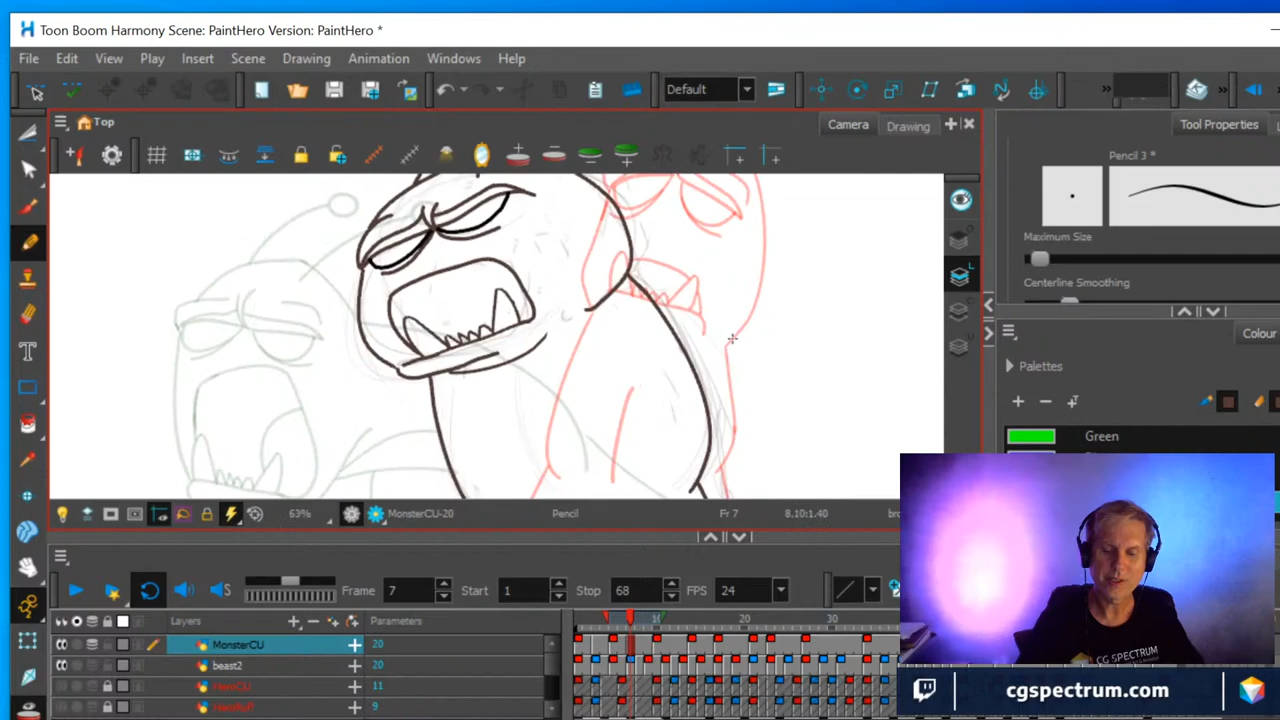 Toon Boom Harmony Scene: PaintHero Version: PaintHero *
File Edit View Play Insert Scene Drawing Animation Windows Help
Default
Top
Camera
Drawing
Tool Properties
Pencil 3 *
Maximum Size
Centerline Smoothing
Colour
Palettes
Green
63%
MonsterCU-20
Pencil
Fr 7
8.10:1.40
Frame 7 Start 1 Stop 68 FPS 24
Layers
Parameters
10 20 30
MonsterCU 20
beast2 20
HeroCU 11
9
CG SPECTRUM
cgspectrum.com